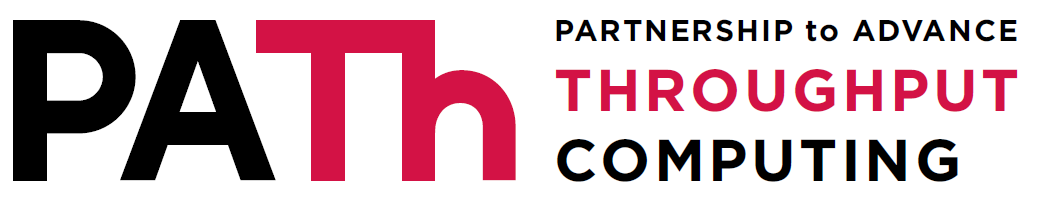 PATh
PARTNERSHIP to ADVANCE
THROUGHPUT
COMPUTING